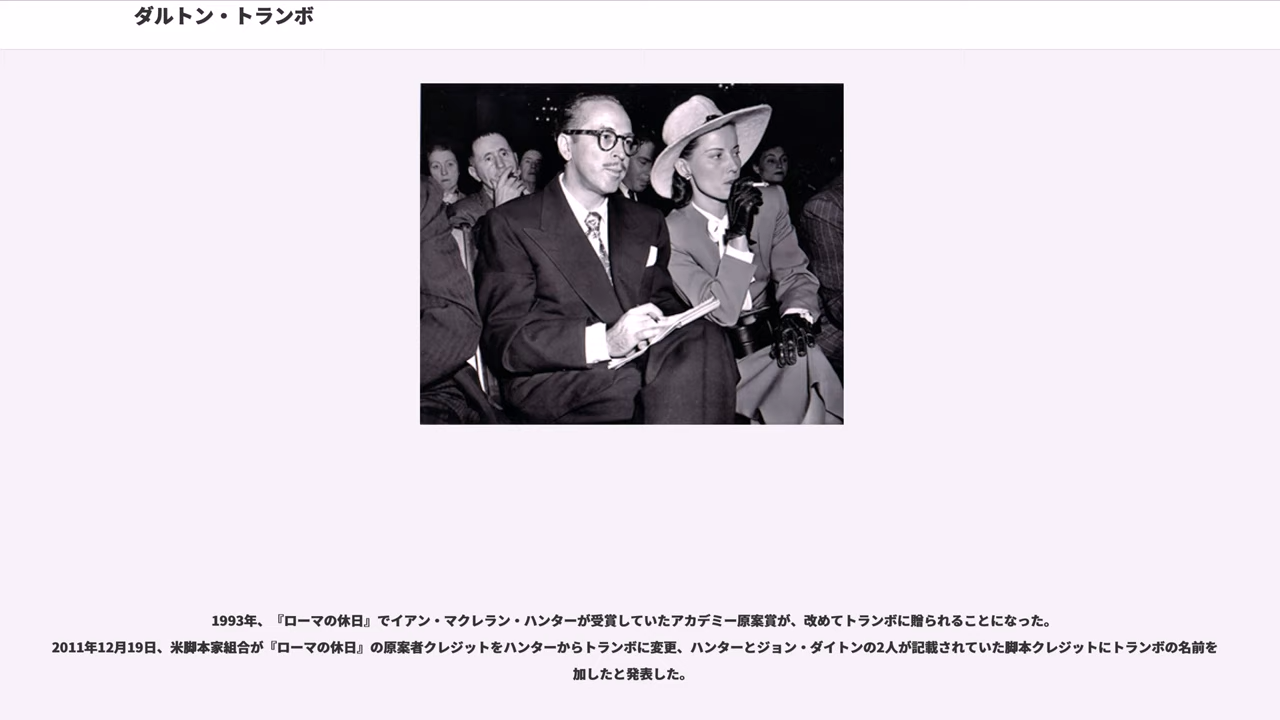 ダルトン・トランボ
1993年、『ローマの休日』でイアン・マクレラン・ハンターが受賞していたアカデミー原案賞が、改めてトランボに贈られることになった。
2011年12月19日、米脚本家組合が『ローマの休日』の原案者クレジットをハンターからトランボに変更、ハンターとジョン・ダイトンの2人が記載されていた脚本クレジットにトランボの名前を
加したと発表した。